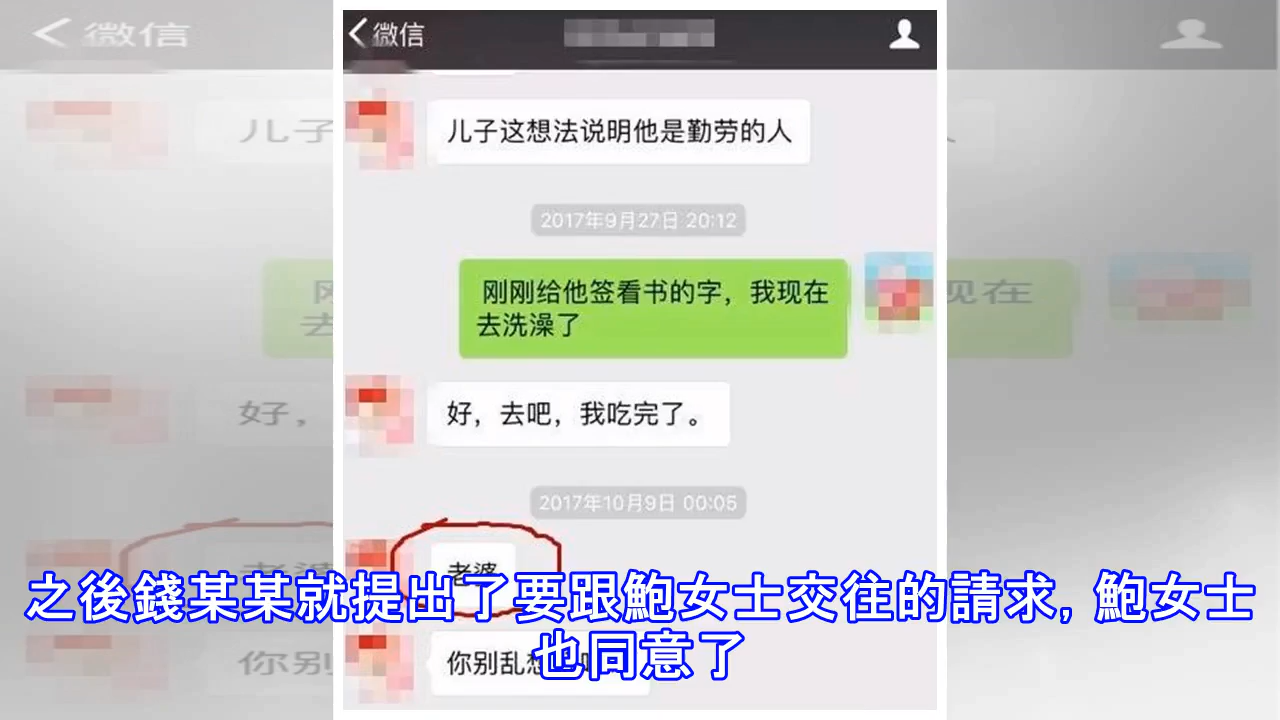 微信
儿子这想法说明他是勤劳的人
2017年9月27日 20:12
刚刚给他签看书的字，我现在
去洗澡了
好，去吧，我吃完了。
2017年10月9日 00:05
老婆
你别乱想
之後錢某某就提出了要跟鮑女士交往的請求,鮑女士
也同意了